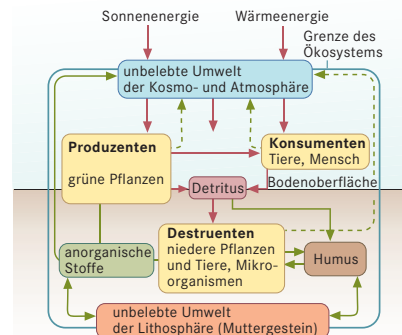 Sonnenenergie
Wärmeenergie
Grenze des
Ökosystems
unbelebte Umwelt
der Kosmo- und Atmosphäre
Produzenten
grüne Pflanzen
Konsumenten
Tiere, Mensch
Detritus
Bodenoberfläche
Destruenten
niedere Pflanzen
und Tiere, Mikro-
organismen
anorganische
Stoffe
Humus
unbelebte Umwelt
der Lithosphäre (Muttergestein)